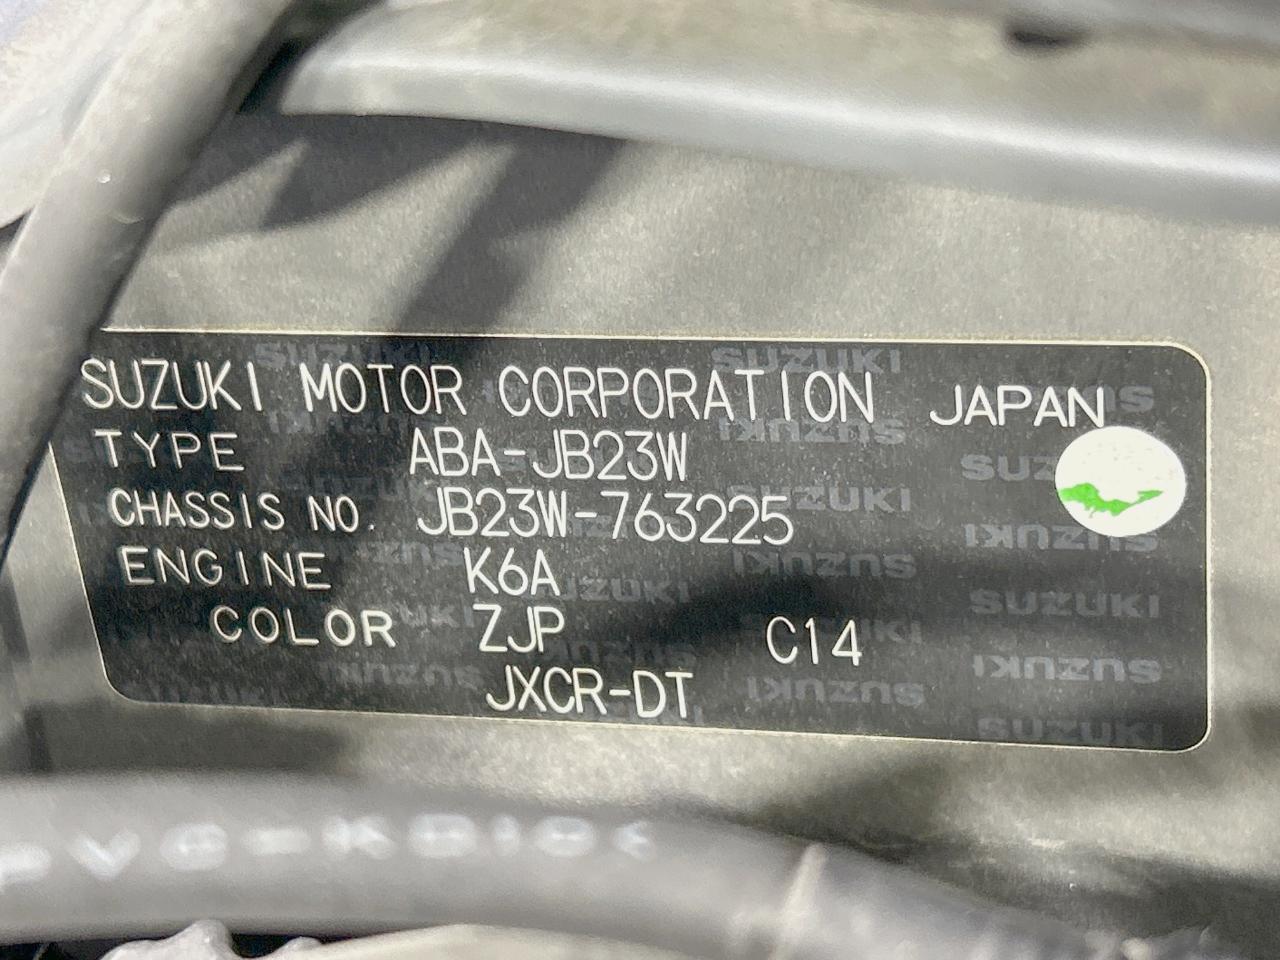 SUZUKI MOTOR CORPORATION JAPAN
TYPE ABA-JB23W
CHASSIS NO. JB23W-763225
ENGINE K6A
COLOR ZJP C14
JXCR-DT